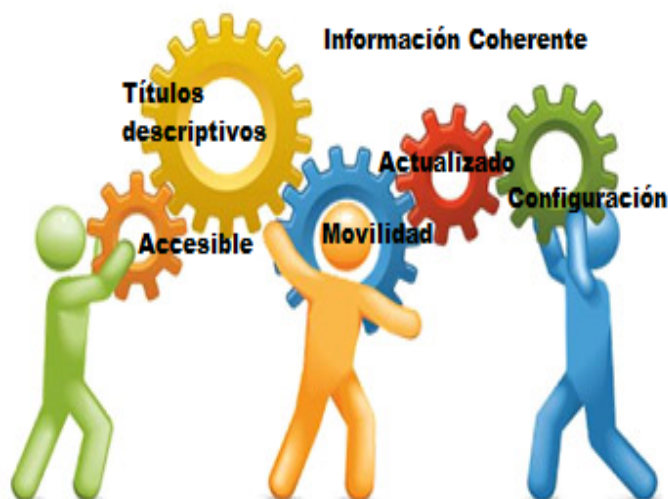 Información Coherente
Títulos
descriptivos
Actualizado
Configuración
Accesible
Movilidad